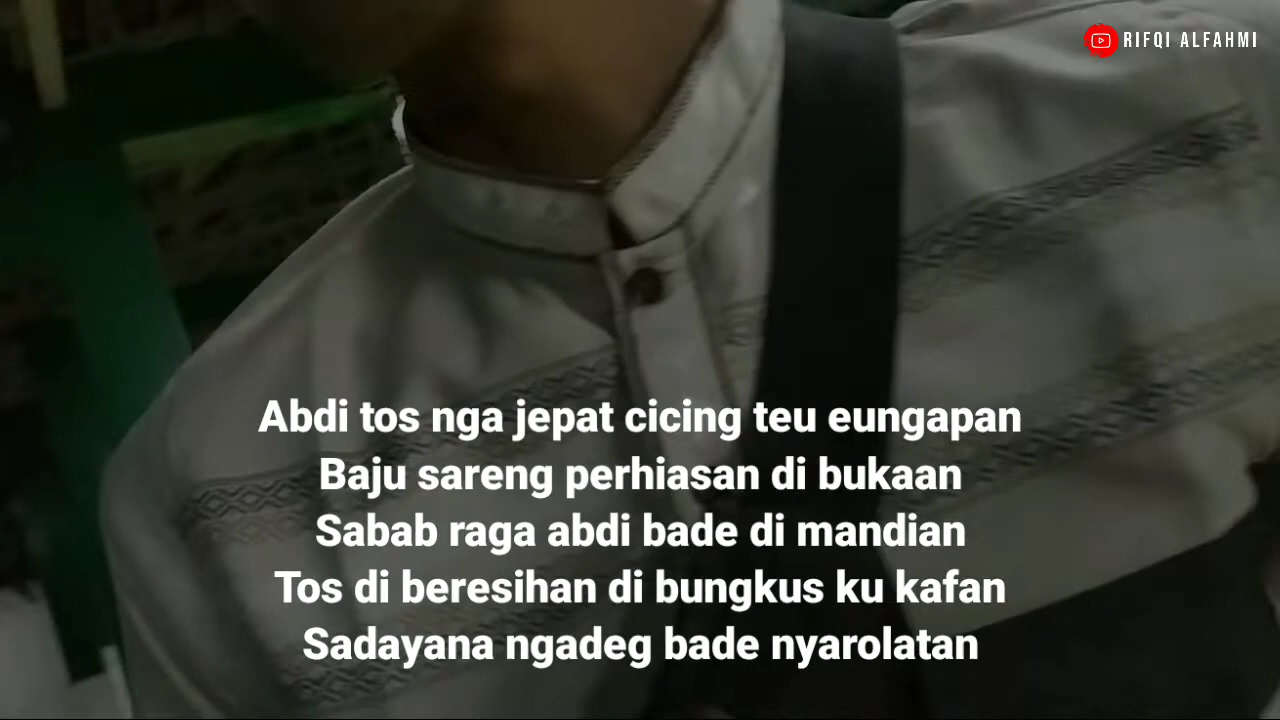 RIFQI ALFAHMI
Abdi tos nga jepat cicing teu eungapan
Baju sareng perhiasan di bukaan
Sabab raga abdi bade di mandian
Tos di beresihan di bungkus ku kafan
Sadayana ngadeg bade nyarolatan